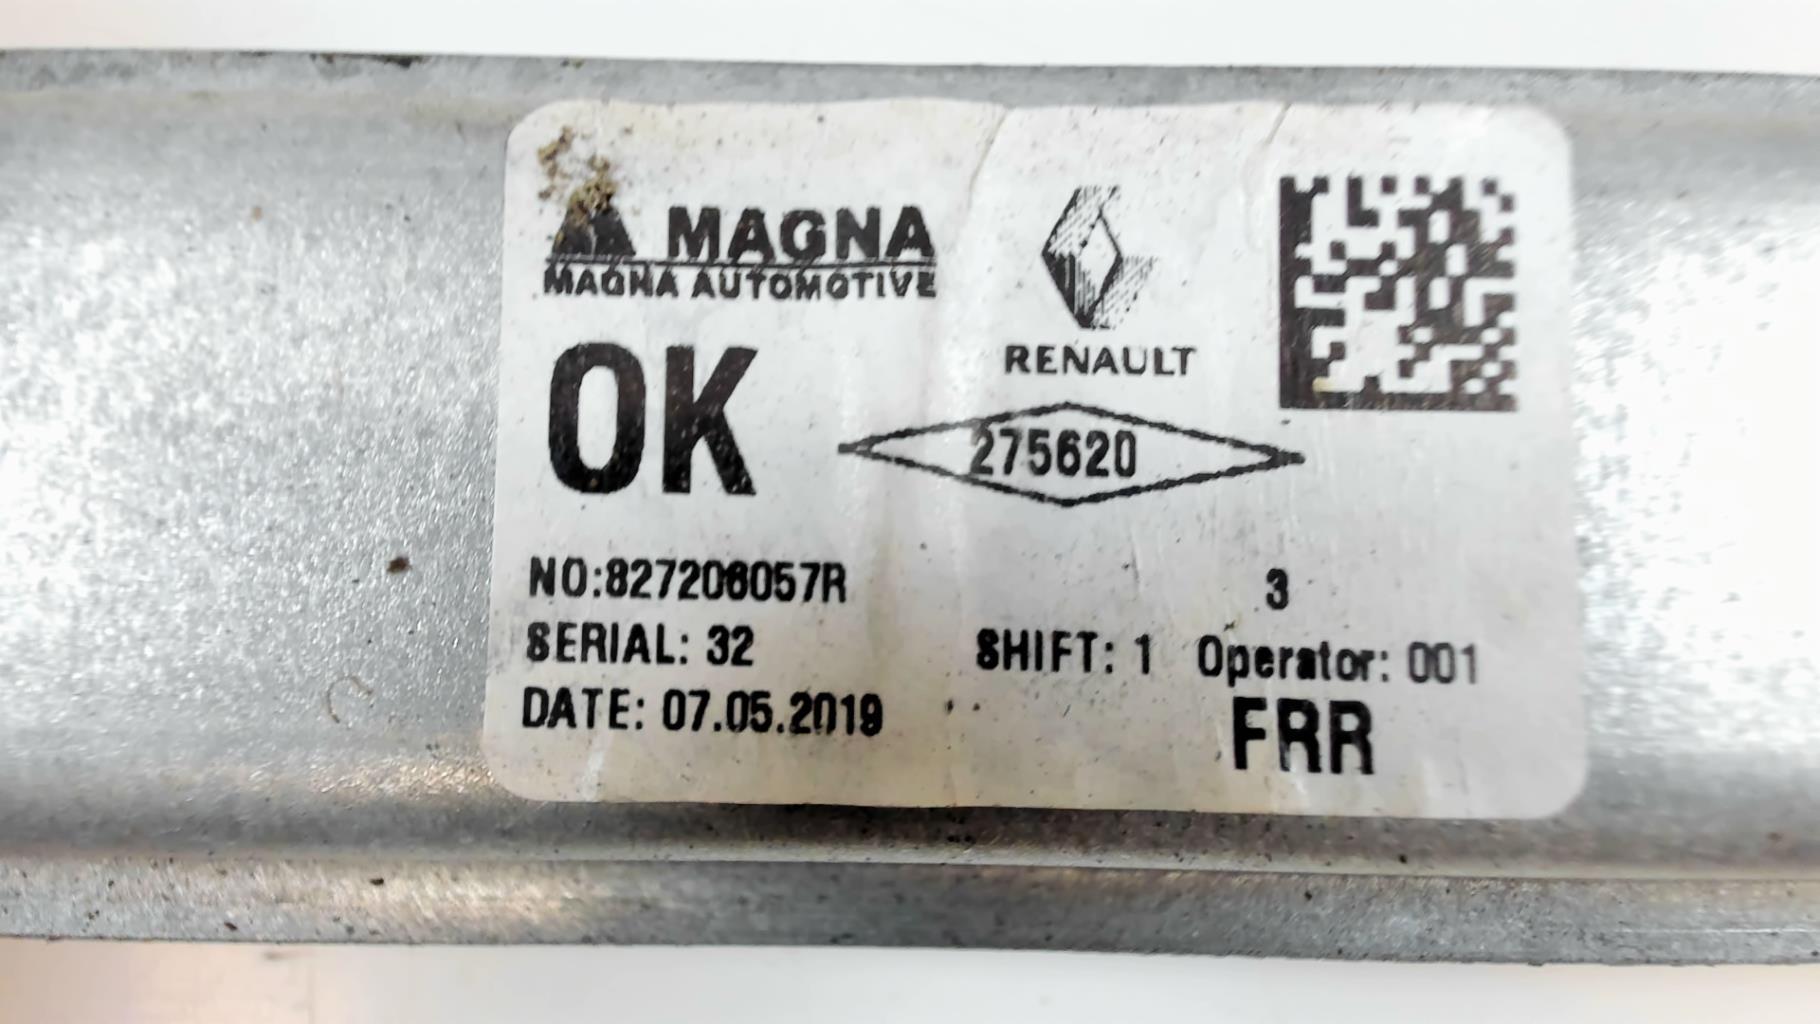 MAGNA
MAGNA AUTOMOTIVE
RENAULT
OK
275620
NO:827206057R
3
SERIAL: 32
SHIFT: 1 Operator: 001
DATE: 07.05.2019
FRR